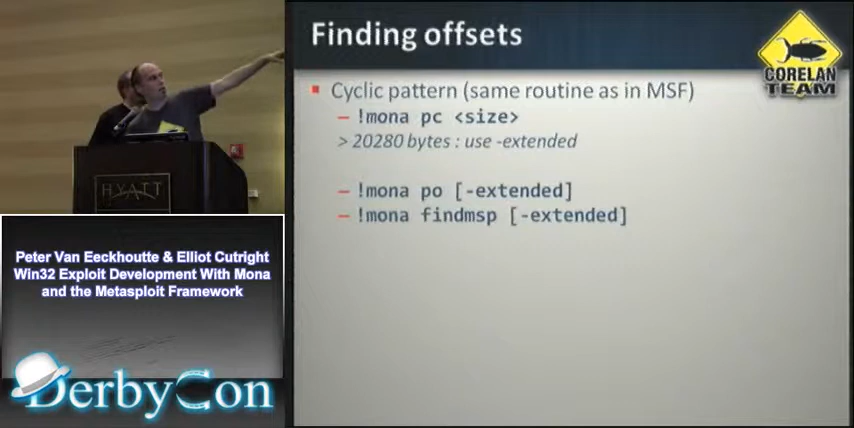 Finding offsets
CORELAN
TEAM
Cyclic pattern (same routine as in MSF)
– !mona pc <size>
> 20280 bytes : use -extended
– !mona po [-extended]
– !mona findmsp [-extended]
HYATT
Peter Van Eeckhoutte & Elliot Cutright
Win32 Exploit Development With Mona
and the Metasploit Framework
DerbyCon